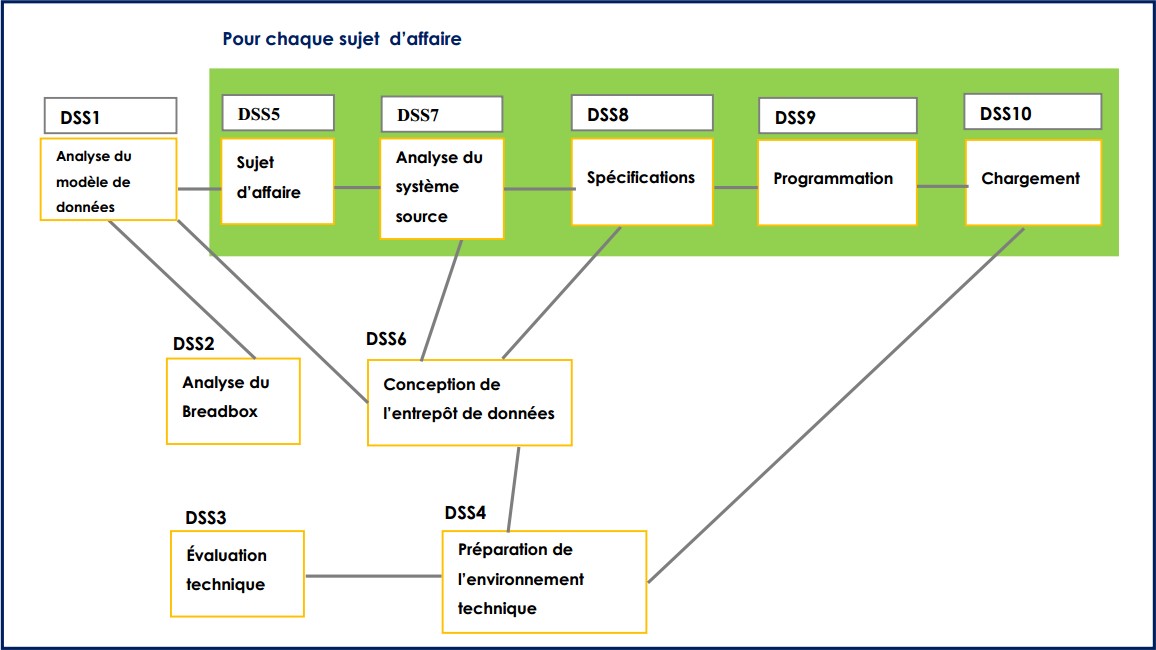 Pour chaque sujet d’affaire
DSS1
DSS5
DSS7
DSS8
DSS9
DSS10
Analyse du
modèle de
données
Sujet
d’affaire
Analyse du
système
source
Spécifications
Programmation
Chargement
DSS2
Analyse du
Breadbox
DSS6
Conception de
l’entrepôt de données
DSS3
Évaluation
technique
DSS4
Préparation de
l’environnement
technique